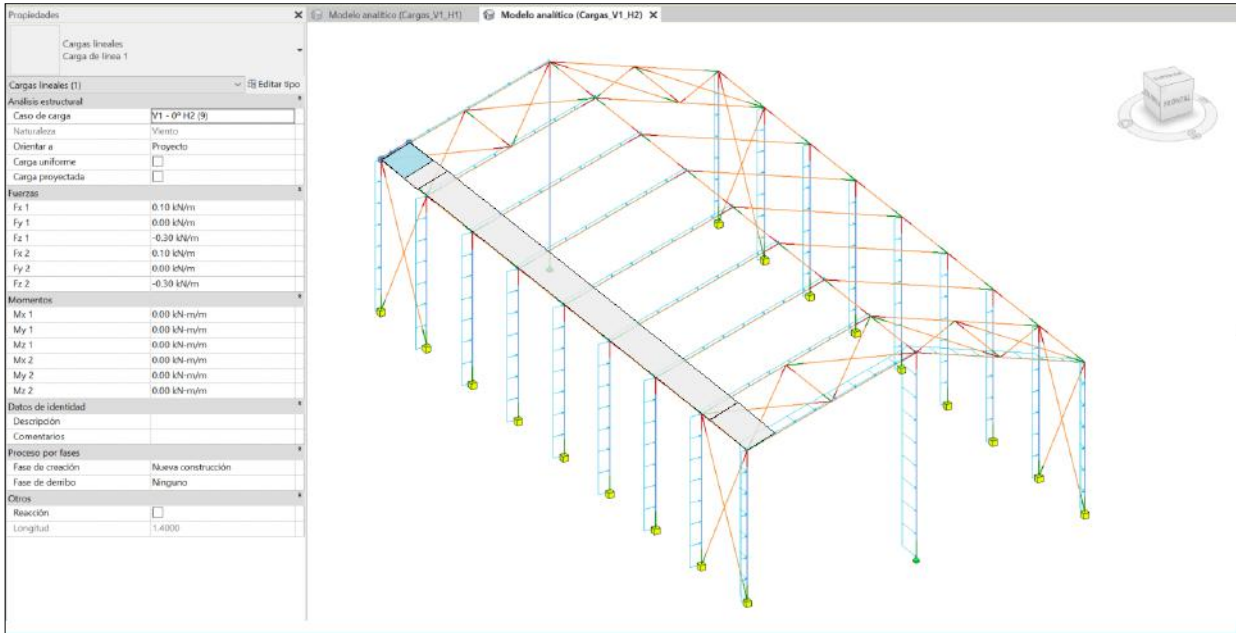 Propiedades
Modelo analítico (Cargas_V1_H1)
Modelo analítico (Cargas_V1_H2)
Cargas lineales
Carga de línea 1
Cargas lineales (1)
Editar tipo
Análisis estructural
Caso de carga V1 - 0º H2 (9)
Naturaleza Viento
Orientar a Proyecto
Carga uniforme
Carga proyectada
Fuerzas
Fx 1 0.10 kN/m
Fy 1 0.00 kN/m
Fz 1 -0.30 kN/m
Fx 2 0.10 kN/m
Fy 2 0.00 kN/m
Fz 2 -0.30 kN/m
Momentos
Mx 1 0.00 kN-m/m
My 1 0.00 kN-m/m
Mz 1 0.00 kN-m/m
Mx 2 0.00 kN-m/m
My 2 0.00 kN-m/m
Mz 2 0.00 kN-m/m
Datos de identidad
Descripción
Comentarios
Proceso por fases
Fase de creación Nueva construcción
Fase de derribo Ninguno
Otros
Reacción
Longitud 1.4000
FRONTAL